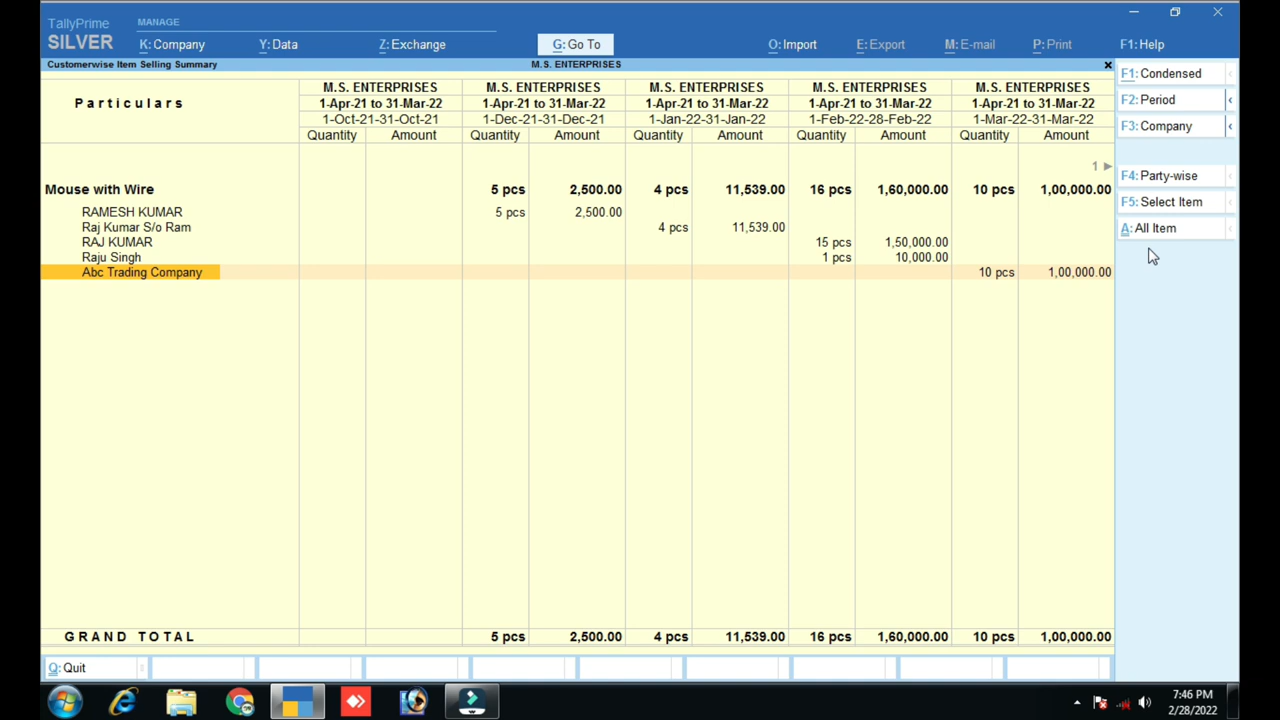 TallyPrime MANAGE
SILVER K: Company Y: Data Z: Exchange G: Go To O: Import E: Export M: E-mail P: Print F1: Help
Customerwise Item Selling Summary M.S. ENTERPRISES
Particulars M.S. ENTERPRISES M.S. ENTERPRISES M.S. ENTERPRISES M.S. ENTERPRISES M.S. ENTERPRISES
1-Apr-21 to 31-Mar-22 1-Apr-21 to 31-Mar-22 1-Apr-21 to 31-Mar-22 1-Apr-21 to 31-Mar-22 1-Apr-21 to 31-Mar-22
1-Oct-21-31-Oct-21 1-Dec-21-31-Dec-21 1-Jan-22-31-Jan-22 1-Feb-22-28-Feb-22 1-Mar-22-31-Mar-22
Quantity Amount Quantity Amount Quantity Amount Quantity Amount Quantity Amount
1
Mouse with Wire 5 pcs 2,500.00 4 pcs 11,539.00 16 pcs 1,60,000.00 10 pcs 1,00,000.00
RAMESH KUMAR 5 pcs 2,500.00
Raj Kumar S/o Ram 4 pcs 11,539.00
RAJ KUMAR 15 pcs 1,50,000.00
Raju Singh 1 pcs 10,000.00
Abc Trading Company 10 pcs 1,00,000.00
GRAND TOTAL 5 pcs 2,500.00 4 pcs 11,539.00 16 pcs 1,60,000.00 10 pcs 1,00,000.00
F1: Condensed
F2: Period
F3: Company
F4: Party-wise
F5: Select Item
A: All Item
Q: Quit
7:46 PM
2/28/2022